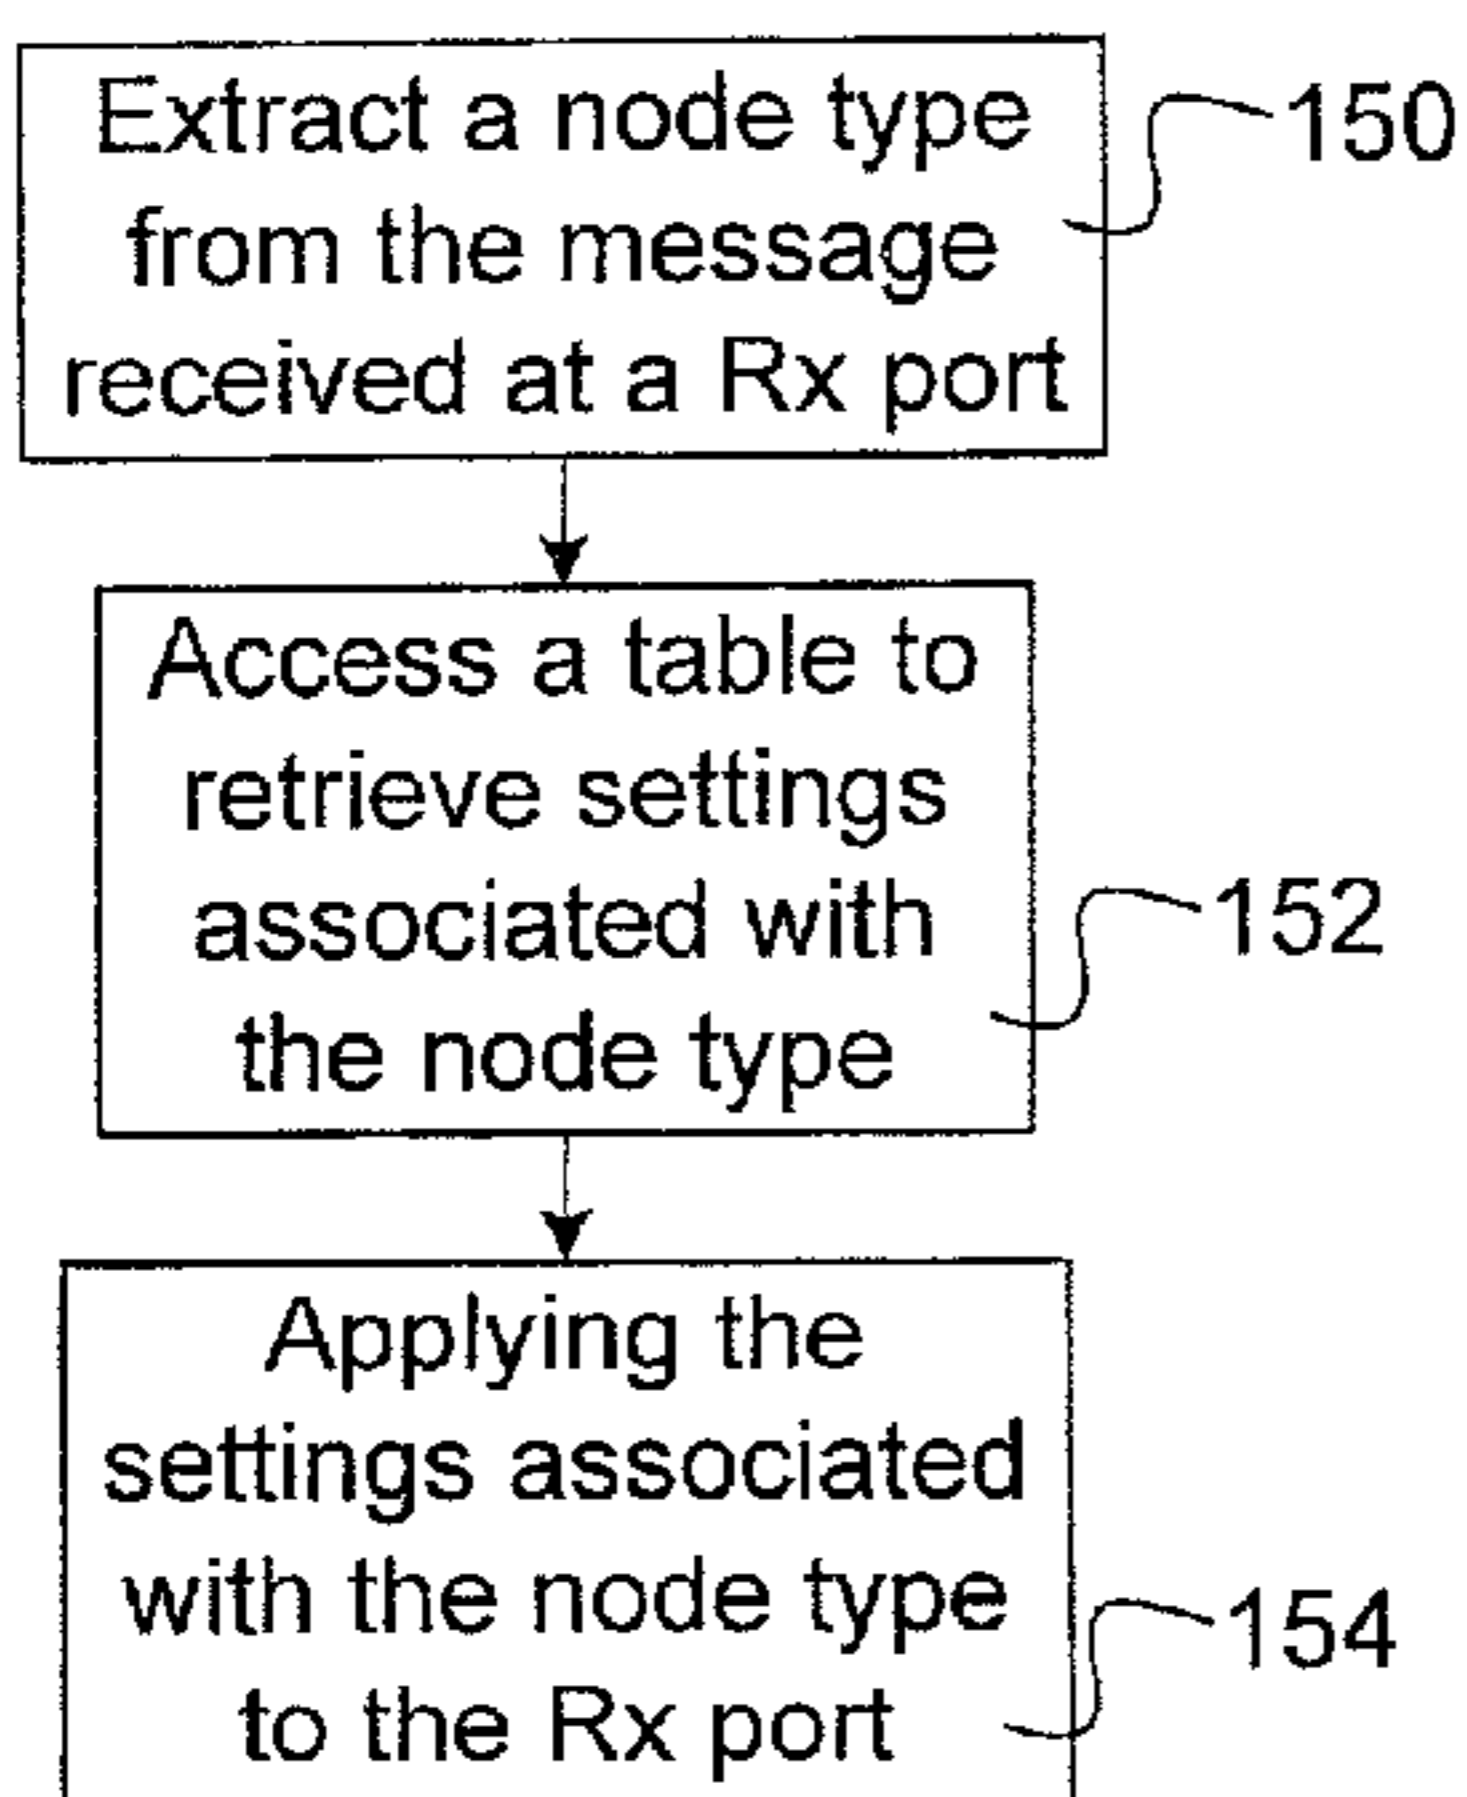 Extract a node type
from the message
received at a Rx port
150
Access a table to
retrieve settings
associated with
the node type
152
Applying the
settings associated
with the node type
to the Rx port
154